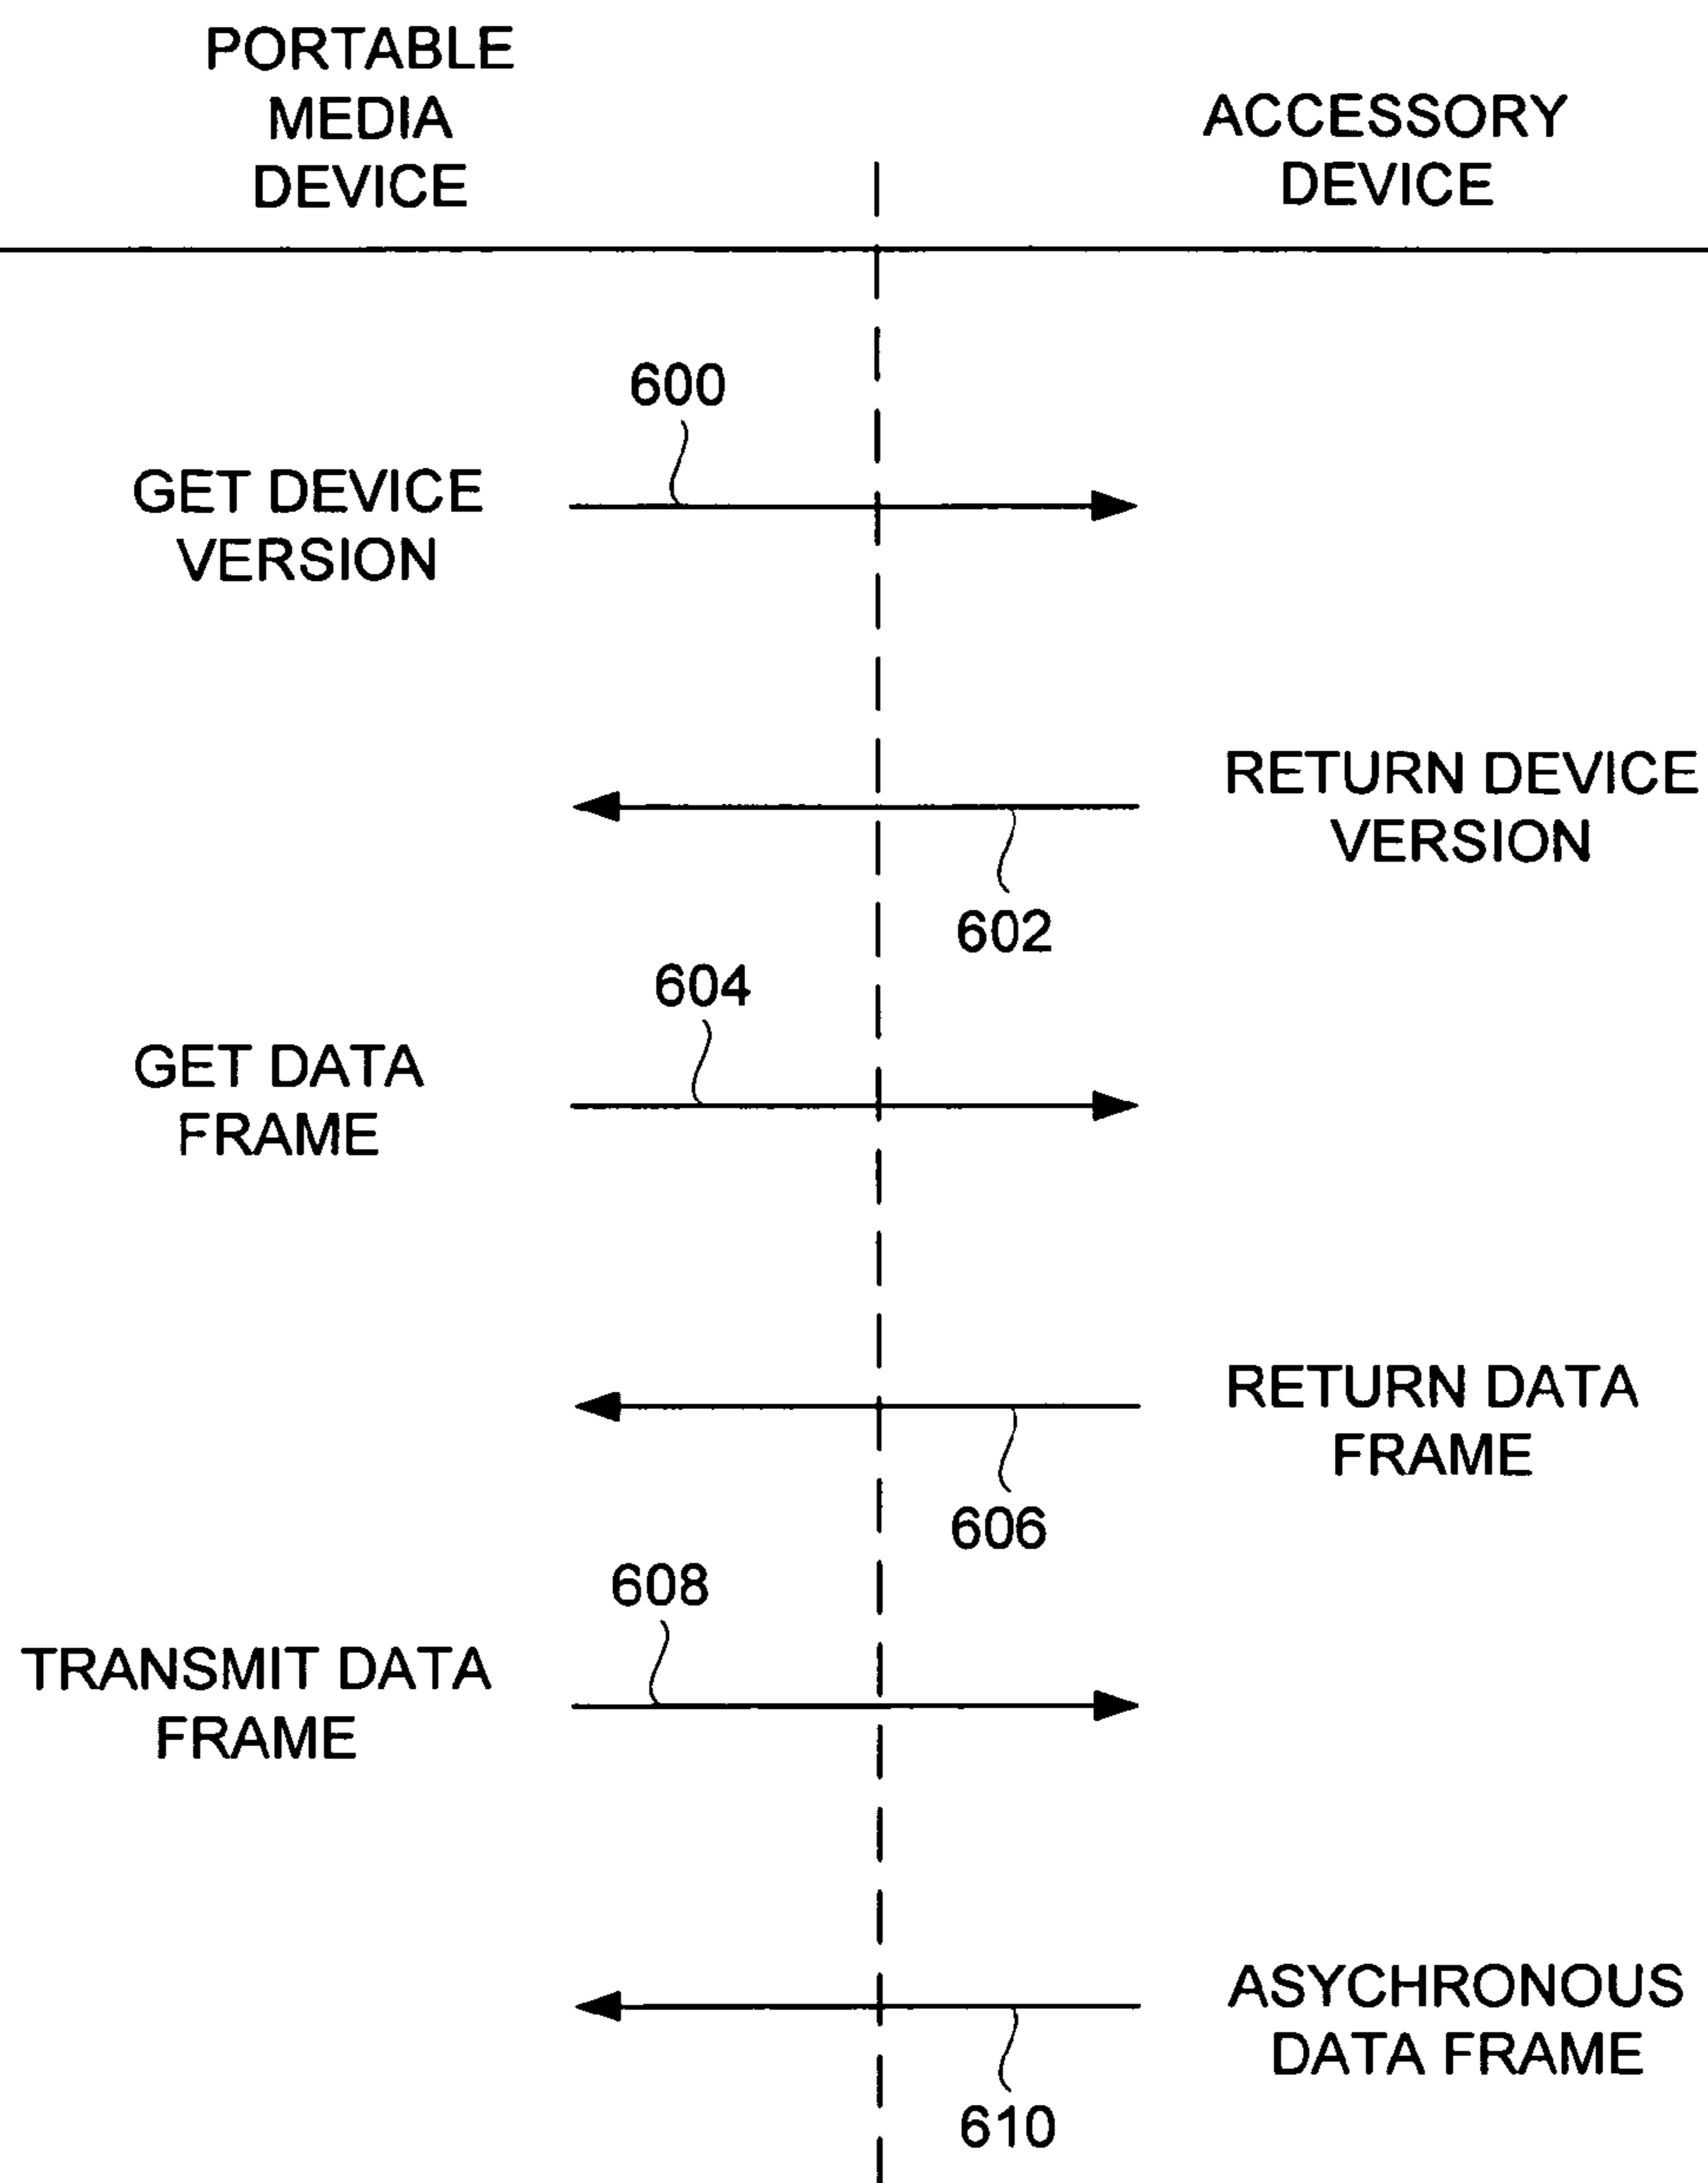 PORTABLE
MEDIA
DEVICE
ACCESSORY
DEVICE
600
GET DEVICE
VERSION
RETURN DEVICE
VERSION
602
604
GET DATA
FRAME
RETURN DATA
FRAME
606
608
TRANSMIT DATA
FRAME
ASYCHRONOUS
DATA FRAME
610